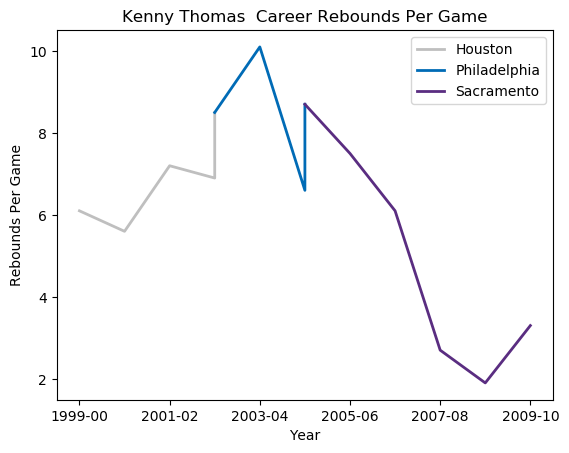 Kenny Thomas  Career Rebounds Per Game
Houston
Philadelphia
Sacramento
Rebounds Per Game
10
8
6
4
2
1999-00
2001-02
2003-04
2005-06
2007-08
2009-10
Year